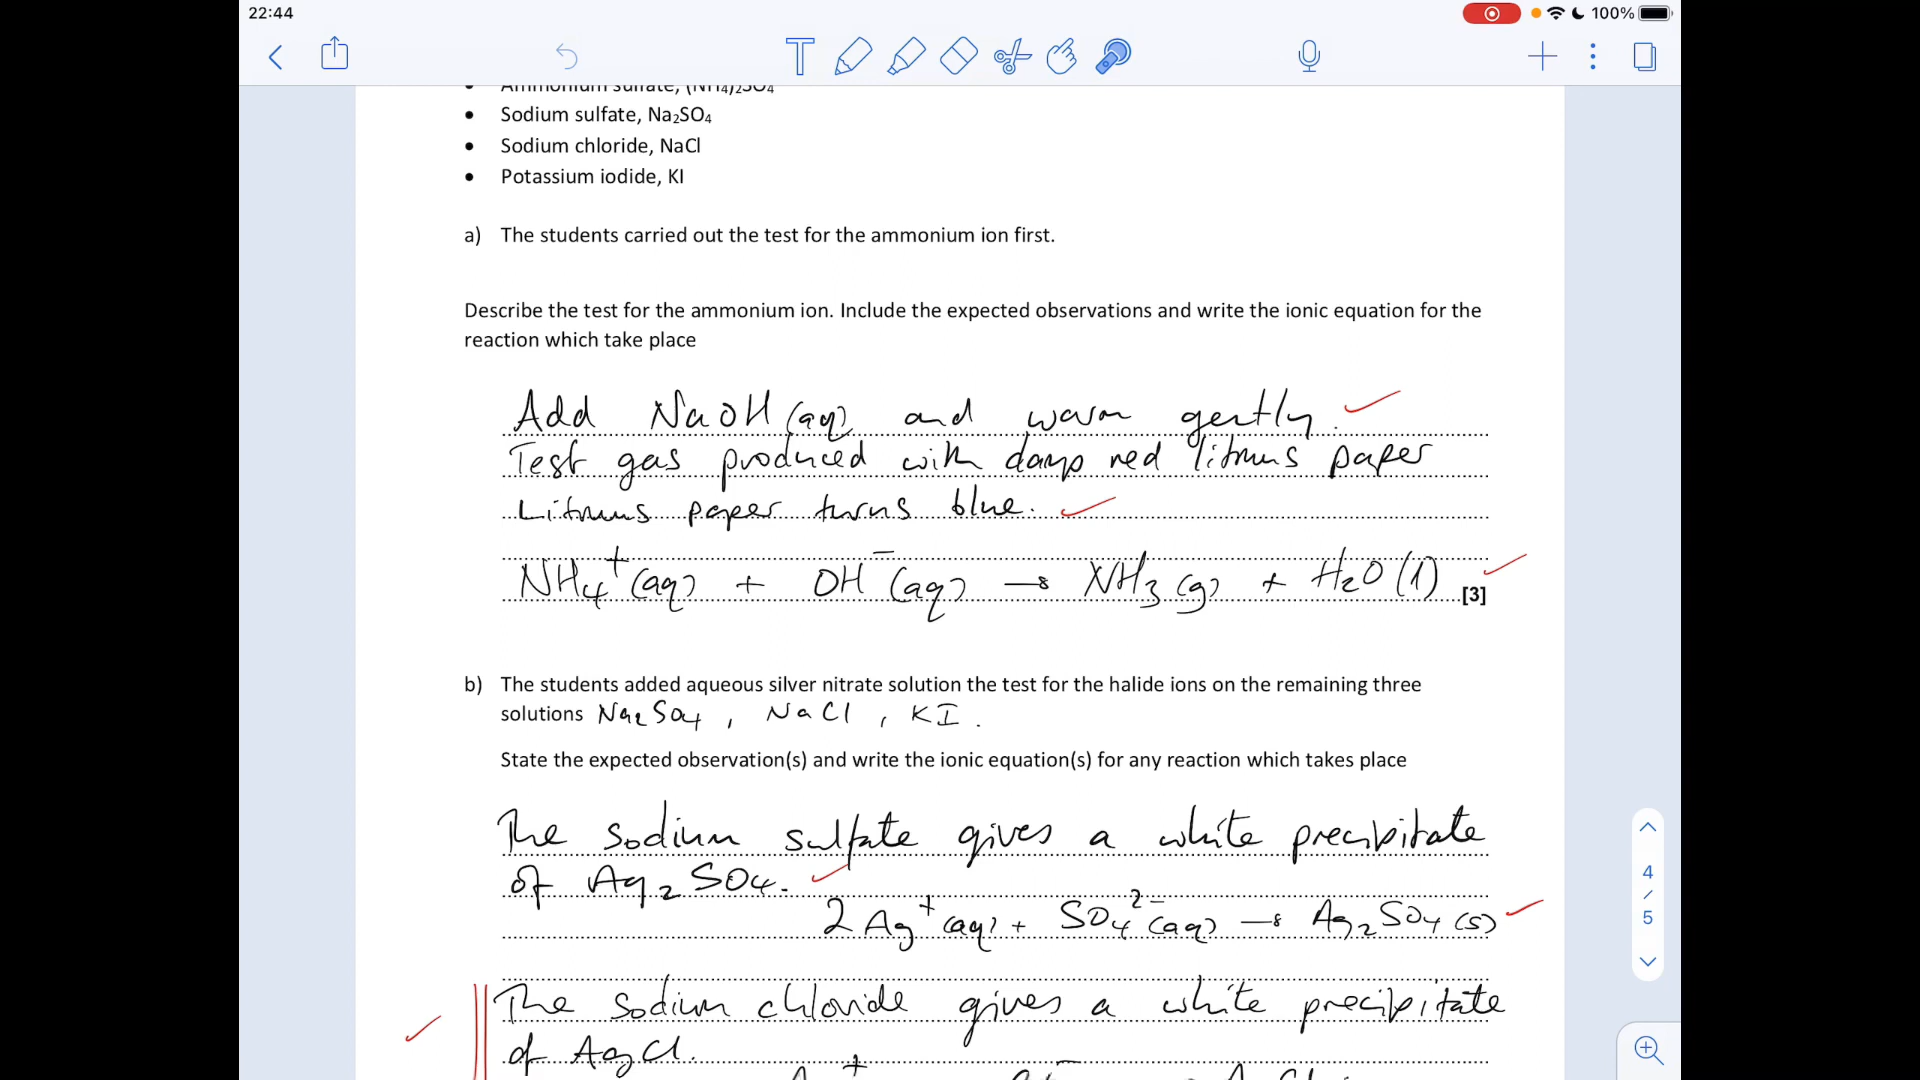 22:44
100%
Ammonium sulfate, (NH4)2SO4
Sodium sulfate, Na₂SO₄
Sodium chloride, NaCl
Potassium iodide, KI
a) The students carried out the test for the ammonium ion first.
Describe the test for the ammonium ion. Include the expected observations and write the ionic equation for the
reaction which take place
Add NaOH (aq) and warm gently.
Test gas produced with damp red litmus paper
Litmus paper turns blue.
NH₄⁺(aq) + OH⁻(aq) → NH₃(g) + H₂O(l) [3]
b) The students added aqueous silver nitrate solution the test for the halide ions on the remaining three
solutions Na₂SO₄, NaCl, KI.
State the expected observation(s) and write the ionic equation(s) for any reaction which takes place
The sodium sulfate gives a white precipitate
of Ag₂SO₄.
2Ag⁺(aq) + SO₄²⁻(aq) → Ag₂SO₄(s)
The sodium chloride gives a white precipitate
of AgCl.
4
/
5